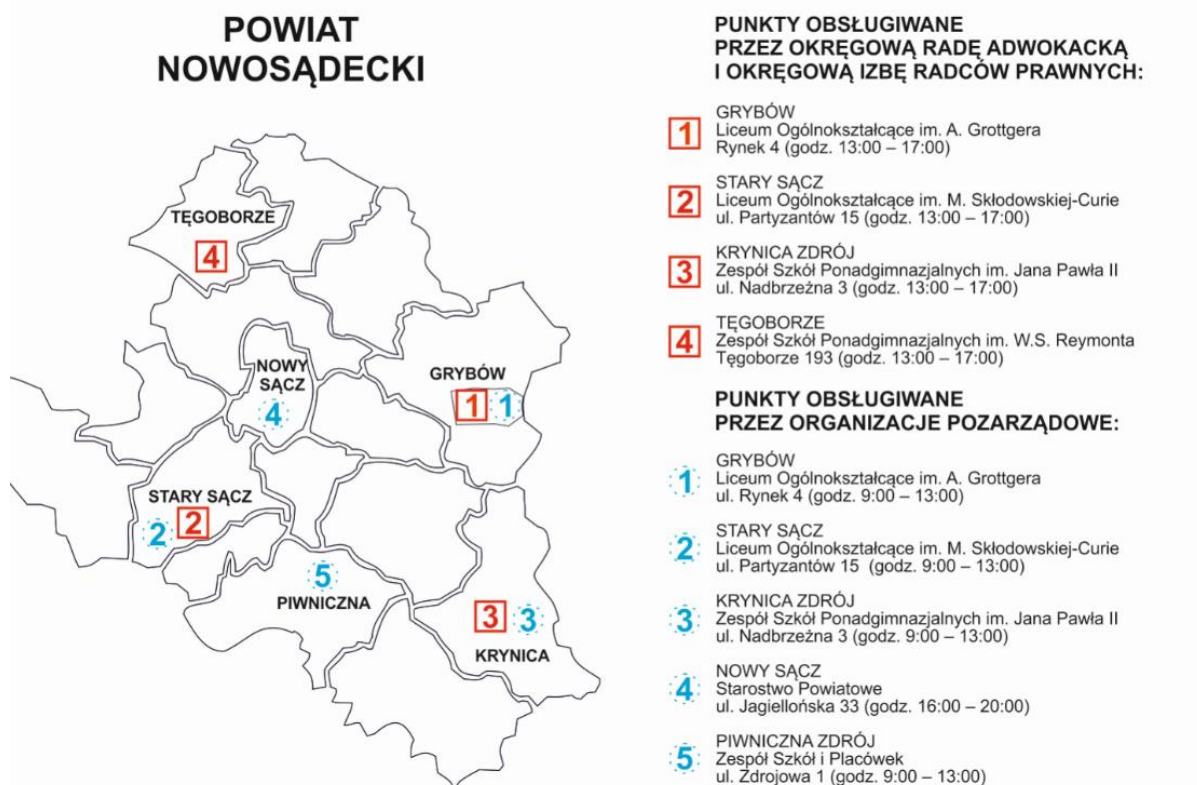 POWIAT
NOWOSĄDECKI
TĘGOBORZE
4
NOWY
SĄCZ
4
GRYBÓW
1 1
STARY SĄCZ
2 2
5
PIWNICZNA
3 3
KRYNICA
PUNKTY OBSŁUGIWANE
PRZEZ OKRĘGOWĄ RADĘ ADWOKACKĄ
I OKRĘGOWĄ IZBĘ RADCÓW PRAWNYCH:
1
GRYBÓW
Liceum Ogólnokształcące im. A. Grottgera
Rynek 4 (godz. 13:00 – 17:00)
2
STARY SĄCZ
Liceum Ogólnokształcące im. M. Skłodowskiej-Curie
ul. Partyzantów 15 (godz. 13:00 – 17:00)
3
KRYNICA ZDRÓJ
Zespół Szkół Ponadgimnazjalnych im. Jana Pawła II
ul. Nadbrzeżna 3 (godz. 13:00 – 17:00)
4
TĘGOBORZE
Zespół Szkół Ponadgimnazjalnych im. W.S. Reymonta
Tęgoborze 193 (godz. 13:00 – 17:00)
PUNKTY OBSŁUGIWANE
PRZEZ ORGANIZACJE POZARZĄDOWE:
1
GRYBÓW
Liceum Ogólnokształcące im. A. Grottgera
ul. Rynek 4 (godz. 9:00 – 13:00)
2
STARY SĄCZ
Liceum Ogólnokształcące im. M. Skłodowskiej-Curie
ul. Partyzantów 15 (godz. 9:00 – 13:00)
3
KRYNICA ZDRÓJ
Zespół Szkół Ponadgimnazjalnych im. Jana Pawła II
ul. Nadbrzeżna 3 (godz. 9:00 – 13:00)
4
NOWY SĄCZ
Starostwo Powiatowe
ul. Jagiellońska 33 (godz. 16:00 – 20:00)
5
PIWNICZNA ZDRÓJ
Zespół Szkół i Placówek
ul. Zdrojowa 1 (godz. 9:00 – 13:00)